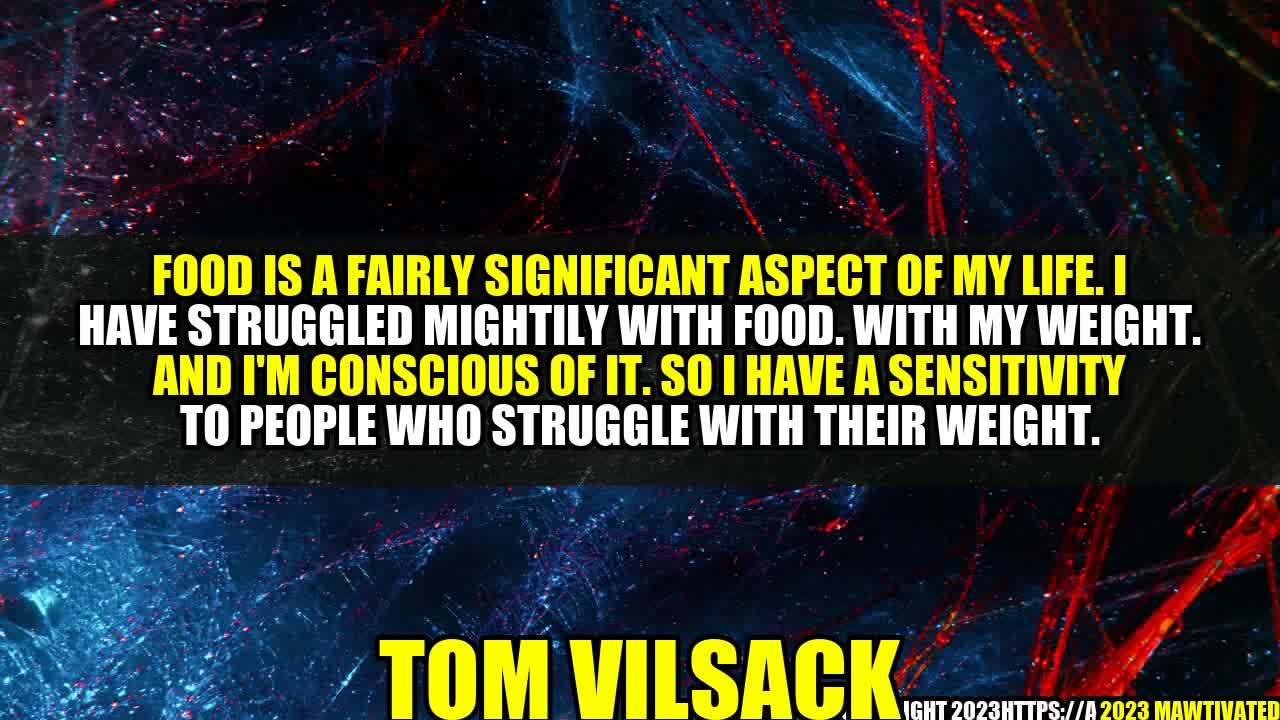 FOOD IS A FAIRLY SIGNIFICANT ASPECT OF MY LIFE. I
HAVE STRUGGLED MIGHTILY WITH FOOD. WITH MY WEIGHT.
AND I'M CONSCIOUS OF IT. SO I HAVE A SENSITIVITY
TO PEOPLE WHO STRUGGLE WITH THEIR WEIGHT.
TOM VILSACK
2023HTTPS://A 2023 MAWTIVATED